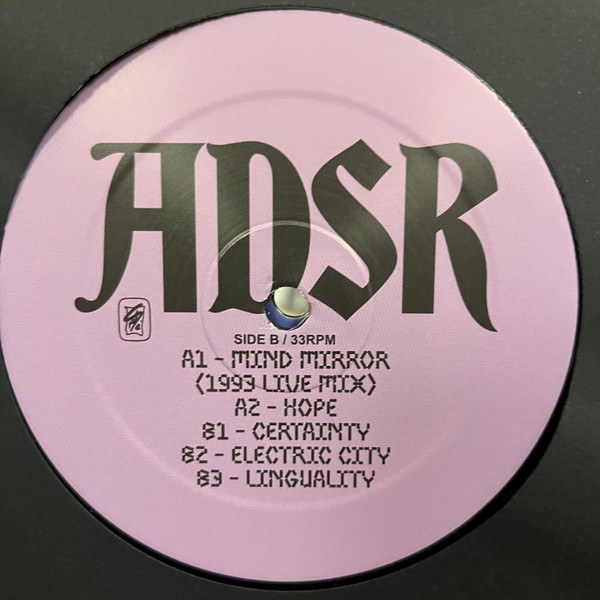 ADSR
SIDE B / 33RPM
A1 - MIND MIRROR
(1993 LIVE MIX)
A2 - HOPE
B1 - CERTAINTY
B2 - ELECTRIC CITY
B3 - LINGUALITY